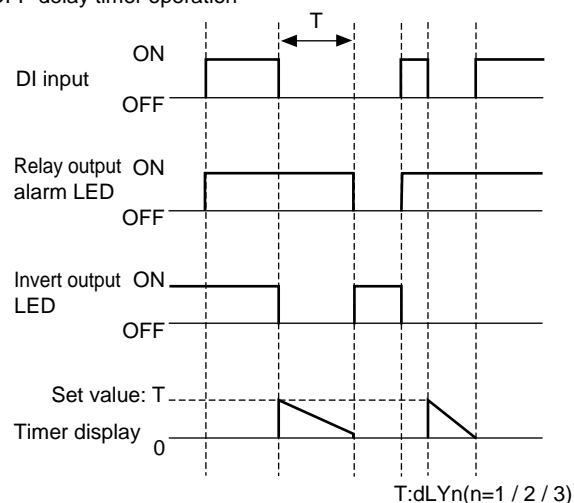 delay timer operation
T
ON
DI input
OFF
Relay output ON
alarm LED
OFF
Invert output ON
LED
OFF
Set value: T
Timer display
0
T:dLYn(n=1 / 2 / 3)